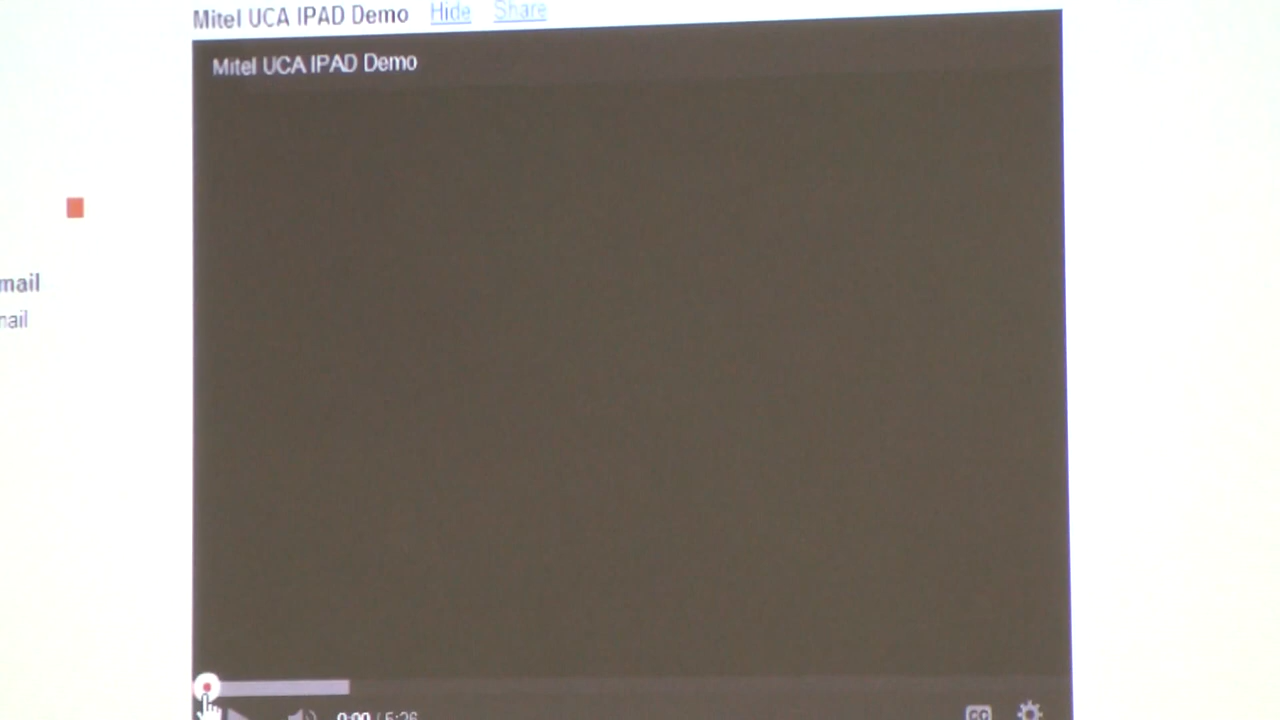 Mitel UCA IPAD Demo Hide Share
Mitel UCA IPAD Demo
mail
nail
0:00 / 5:26
CC